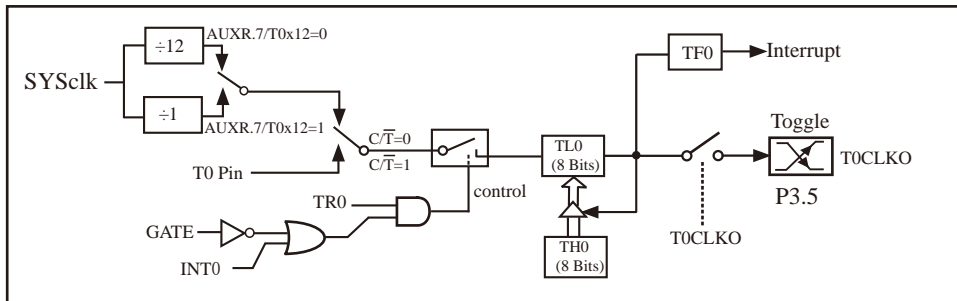 ÷12
AUXR.7/T0x12=0
SYSclk
÷1
AUXR.7/T0x12=1
C/T̅=0
C/T̅=1
T0 Pin
TR0
GATE
INT0
control
TL0
(8 Bits)
TH0
(8 Bits)
TF0
Interrupt
T0CLKO
Toggle
T0CLKO
P3.5